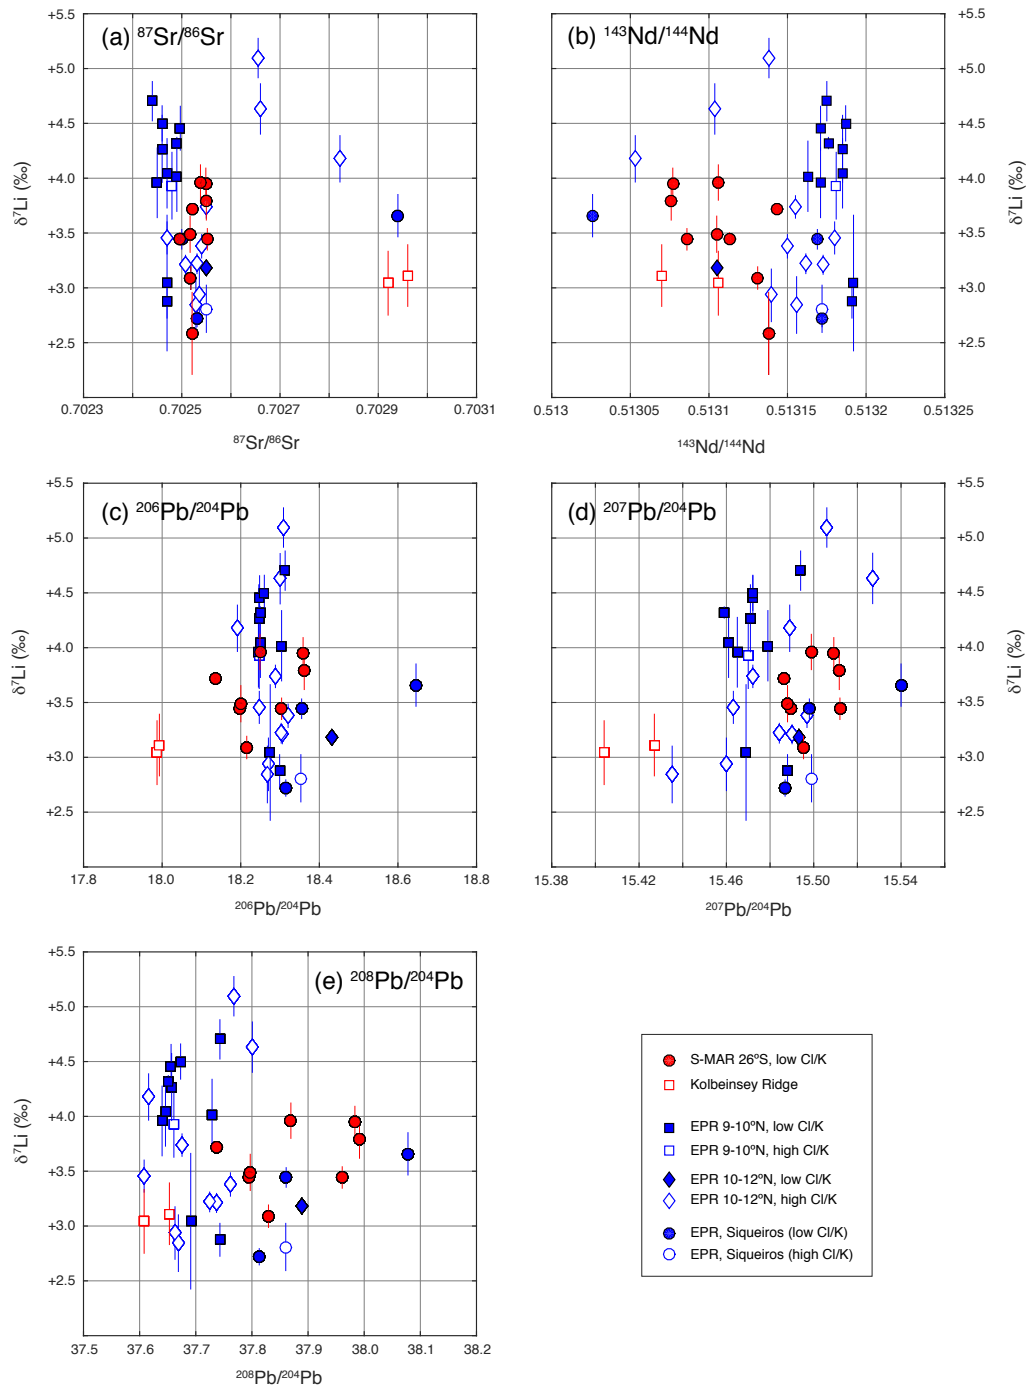 (a) ⁸⁷Sr/⁸⁶Sr
+5.5
+5.0
+4.5
+4.0
+3.5
+3.0
+2.5
δ⁷Li (‰)
0.7023
0.7025
0.7027
0.7029
0.7031
⁸⁷Sr/⁸⁶Sr
(b) ¹⁴³Nd/¹⁴⁴Nd
+5.5
+5.0
+4.5
+4.0
+3.5
+3.0
+2.5
δ⁷Li (‰)
0.513
0.51305
0.5131
0.51315
0.5132
0.51325
¹⁴³Nd/¹⁴⁴Nd
(c) ²⁰⁶Pb/²⁰⁴Pb
+5.5
+5.0
+4.5
+4.0
+3.5
+3.0
+2.5
δ⁷Li (‰)
17.8
18.0
18.2
18.4
18.6
18.8
²⁰⁶Pb/²⁰⁴Pb
(d) ²⁰⁷Pb/²⁰⁴Pb
+5.5
+5.0
+4.5
+4.0
+3.5
+3.0
+2.5
δ⁷Li (‰)
15.38
15.42
15.46
15.50
15.54
²⁰⁷Pb/²⁰⁴Pb
(e) ²⁰⁸Pb/²⁰⁴Pb
+5.5
+5.0
+4.5
+4.0
+3.5
+3.0
+2.5
δ⁷Li (‰)
37.5
37.6
37.7
37.8
37.9
38.0
38.1
38.2
²⁰⁸Pb/²⁰⁴Pb
S-MAR 26ºS, low Cl/K
Kolbeinsey Ridge
EPR 9-10ºN, low Cl/K
EPR 9-10ºN, high Cl/K
EPR 10-12ºN, low Cl/K
EPR 10-12ºN, high Cl/K
EPR, Siqueiros (low Cl/K)
EPR, Siqueiros (high Cl/K)